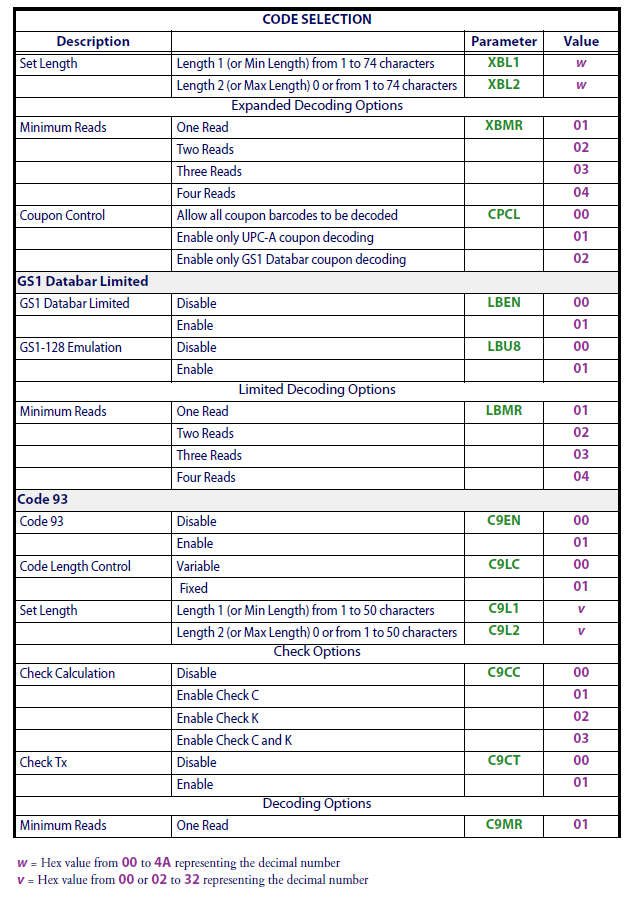 CODE SELECTION
Description Parameter Value
Set Length Length 1 (or Min Length) from 1 to 74 characters XBL1 w
Length 2 (or Max Length) 0 or from 1 to 74 characters XBL2 w
Expanded Decoding Options
Minimum Reads One Read XBMR 01
Two Reads 02
Three Reads 03
Four Reads 04
Coupon Control Allow all coupon barcodes to be decoded CPCL 00
Enable only UPC-A coupon decoding 01
Enable only GS1 Databar coupon decoding 02
GS1 Databar Limited
GS1 Databar Limited Disable LBEN 00
Enable 01
GS1-128 Emulation Disable LBU8 00
Enable 01
Limited Decoding Options
Minimum Reads One Read LBMR 01
Two Reads 02
Three Reads 03
Four Reads 04
Code 93
Code 93 Disable C9EN 00
Enable 01
Code Length Control Variable C9LC 00
Fixed 01
Set Length Length 1 (or Min Length) from 1 to 50 characters C9L1 v
Length 2 (or Max Length) 0 or from 1 to 50 characters C9L2 v
Check Options
Check Calculation Disable C9CC 00
Enable Check C 01
Enable Check K 02
Enable Check C and K 03
Check Tx Disable C9CT 00
Enable 01
Decoding Options
Minimum Reads One Read C9MR 01
w = Hex value from 00 to 4A representing the decimal number
v = Hex value from 00 or 02 to 32 representing the decimal number